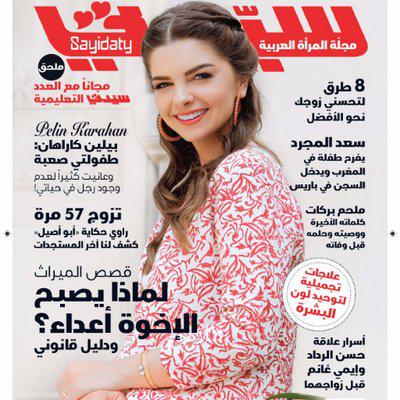 سيدتي
Sayidaty
مجلة المرأة العربية
ملحق
مجاناً مع العدد
سيدتي التعليمية
8 طرق
لتحسني زوجك
نحو الأفضل
Pelin Karahan
بيلين كاراهان:
طفولتي صعبة
وعانيت كثيراً لعدم
وجود رجل في حياتي!
سعد المجرد
يفرح طفلة في
المغرب ويدخل
السجن في باريس
تزوج 57 مرة
راوي حكاية «أبو أصيل»
كشف لنا آخر المستجدات
ملحم بركات
كلماته الأخيرة
ووصيته وحلمه
قبل وفاته
قصص الميراث
لماذا يصبح
الإخوة أعداء؟
ودليل قانوني
علاجات
تجميلية
لتوحيد لون
البشرة
أسرار علاقة
حسن الرداد
وإيمي غانم
قبل زواجهما